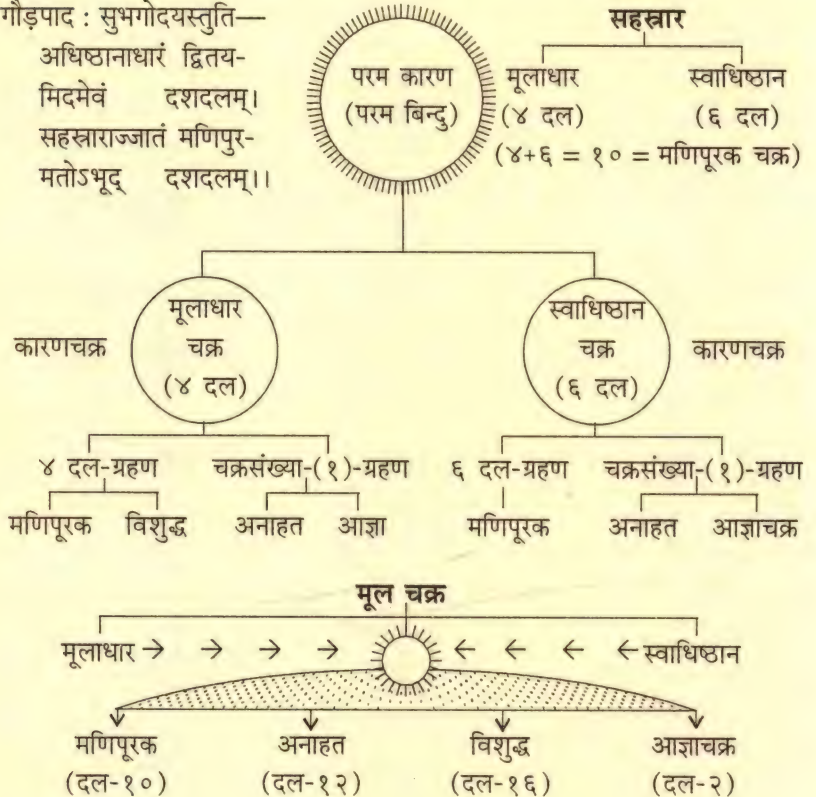 गौड़पाद : सुभगोदयस्तुति—
अधिष्ठानाधारं द्वितय-
मिदमेवं दशदलम्।
सहस्राराज्जातं मणिपुर-
मतोऽभूद् दशदलम्।।
परम कारण
(परम बिन्दु)
सहस्रार
मूलाधार स्वाधिष्ठान
(४ दल) (६ दल)
(४+६ = १० = मणिपूरक चक्र)
कारणचक्र
मूलाधार
चक्र
(४ दल)
स्वाधिष्ठान
चक्र
(६ दल)
कारणचक्र
४ दल-ग्रहण चक्रसंख्या-(१)-ग्रहण ६ दल-ग्रहण चक्रसंख्या-(१)-ग्रहण
मणिपूरक विशुद्ध अनाहत आज्ञा मणिपूरक अनाहत आज्ञाचक्र
मूल चक्र
मूलाधार → → → → ← ← ← ← स्वाधिष्ठान
मणिपूरक अनाहत विशुद्ध आज्ञाचक्र
(दल-१०) (दल-१२) (दल-१६) (दल-२)